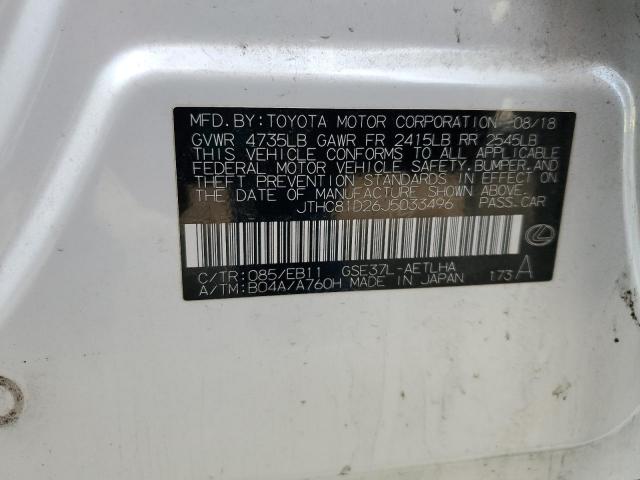 MFD. BY: TOYOTA MOTOR CORPORATION 08/18
GVWR 4735LB GAWR FR 2415LB RR 2545LB
THIS VEHICLE CONFORMS TO ALL APPLICABLE
FEDERAL MOTOR VEHICLE SAFETY, BUMPER, AND
THEFT PREVENTION STANDARDS IN EFFECT ON
THE DATE OF MANUFACTURE SHOWN ABOVE.
JTHC81D26J5033496 PASS. CAR
C/TR: 085/EB11 GSE37L-AETLHA
A/TM: B04A/A760H MADE IN JAPAN 173 A